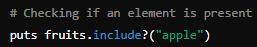 # Checking if an element is present
puts fruits.include?("apple")